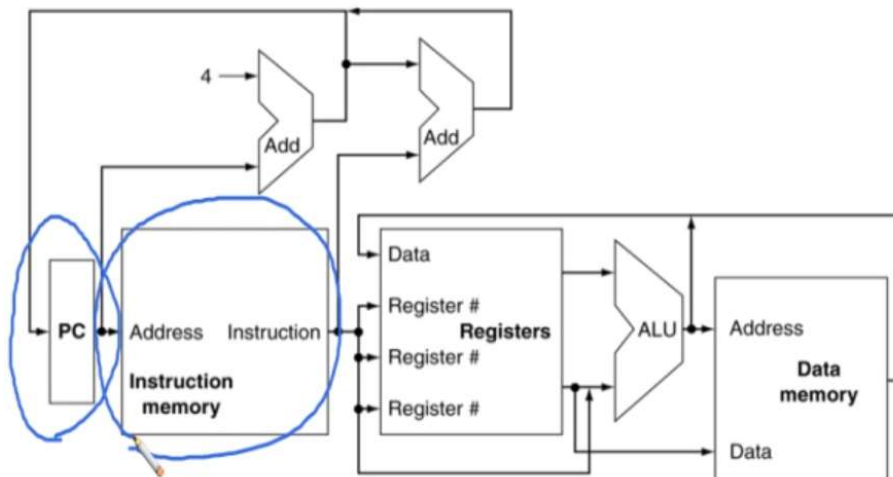 4
Add
Add
PC
Address
Instruction
Instruction
memory
Data
Register #
Register #
Register #
Registers
ALU
Address
Data
memory
Data